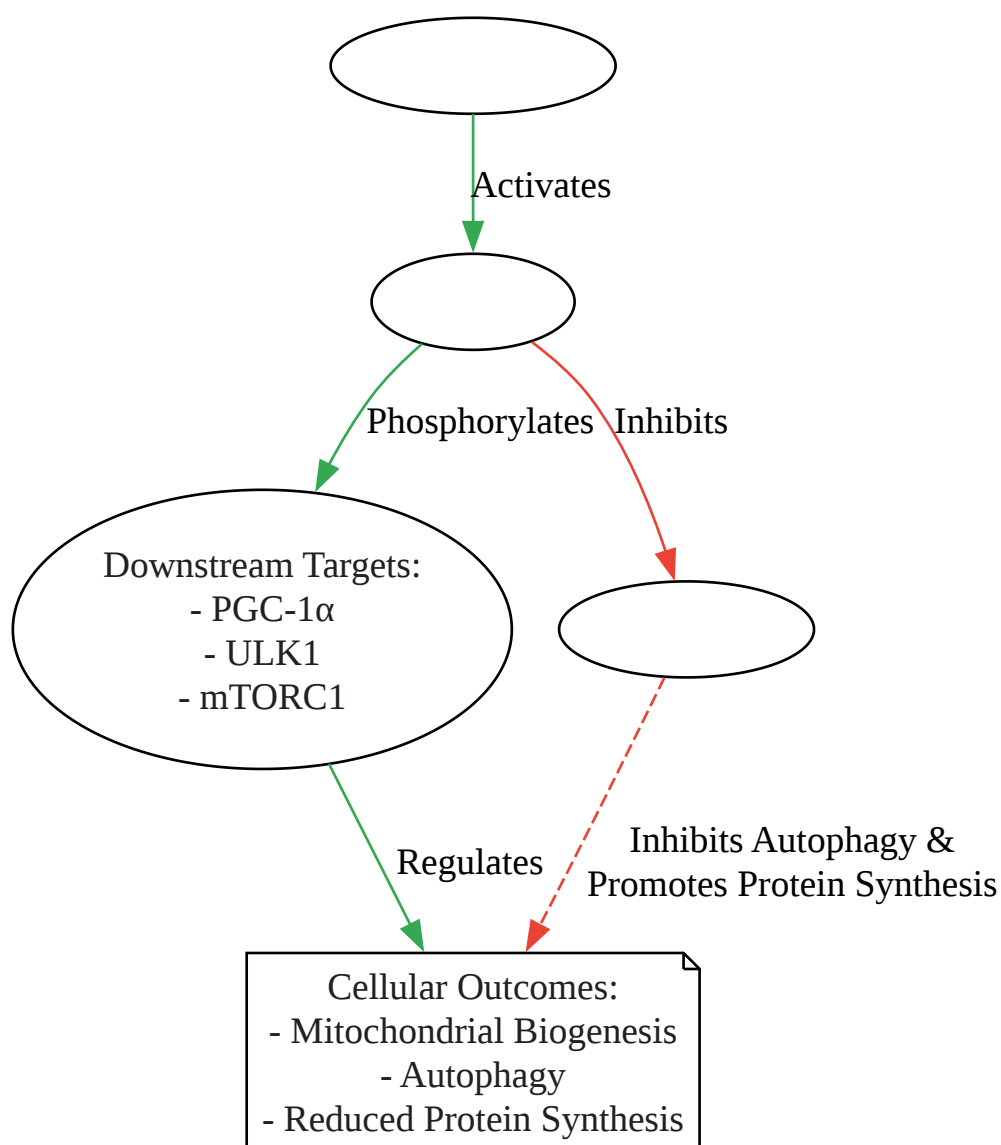 Activates
Phosphorylates
Inhibits
Downstream Targets:
- PGC-1α
- ULK1
- mTORC1
Regulates
Inhibits Autophagy &
Promotes Protein Synthesis
Cellular Outcomes:
- Mitochondrial Biogenesis
- Autophagy
- Reduced Protein Synthesis